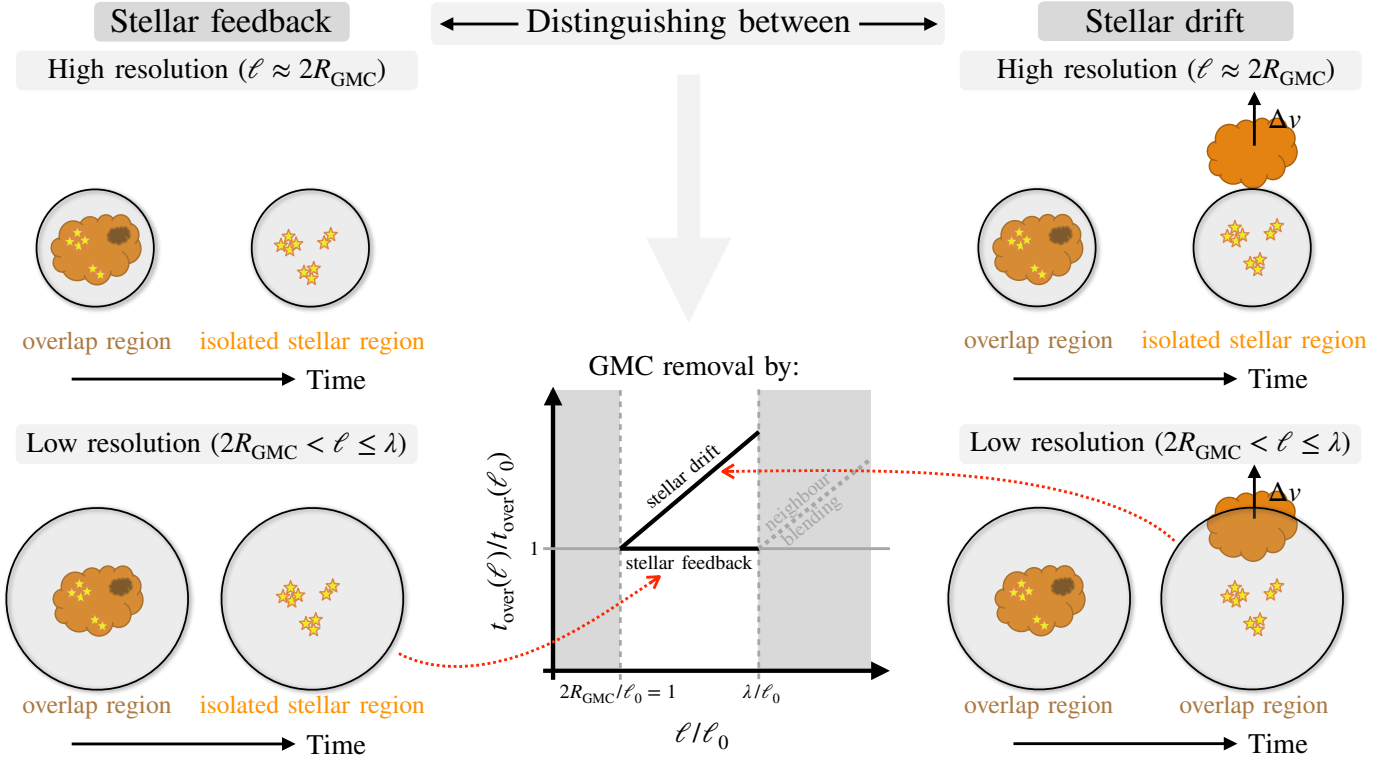 Stellar feedback
Distinguishing between
Stellar drift
High resolution (ℓ ≈ 2R_GMC)
High resolution (ℓ ≈ 2R_GMC)
Δv
overlap region
isolated stellar region
Time
overlap region
isolated stellar region
Time
GMC removal by:
Low resolution (2R_GMC < ℓ ≤ λ)
Low resolution (2R_GMC < ℓ ≤ λ)
Δv
t_over(ℓ)/t_over(ℓ_0)
1
stellar drift
stellar feedback
neighbour
blending
2R_GMC/ℓ_0 = 1
λ/ℓ_0
ℓ/ℓ_0
overlap region
isolated stellar region
Time
overlap region
overlap region
Time